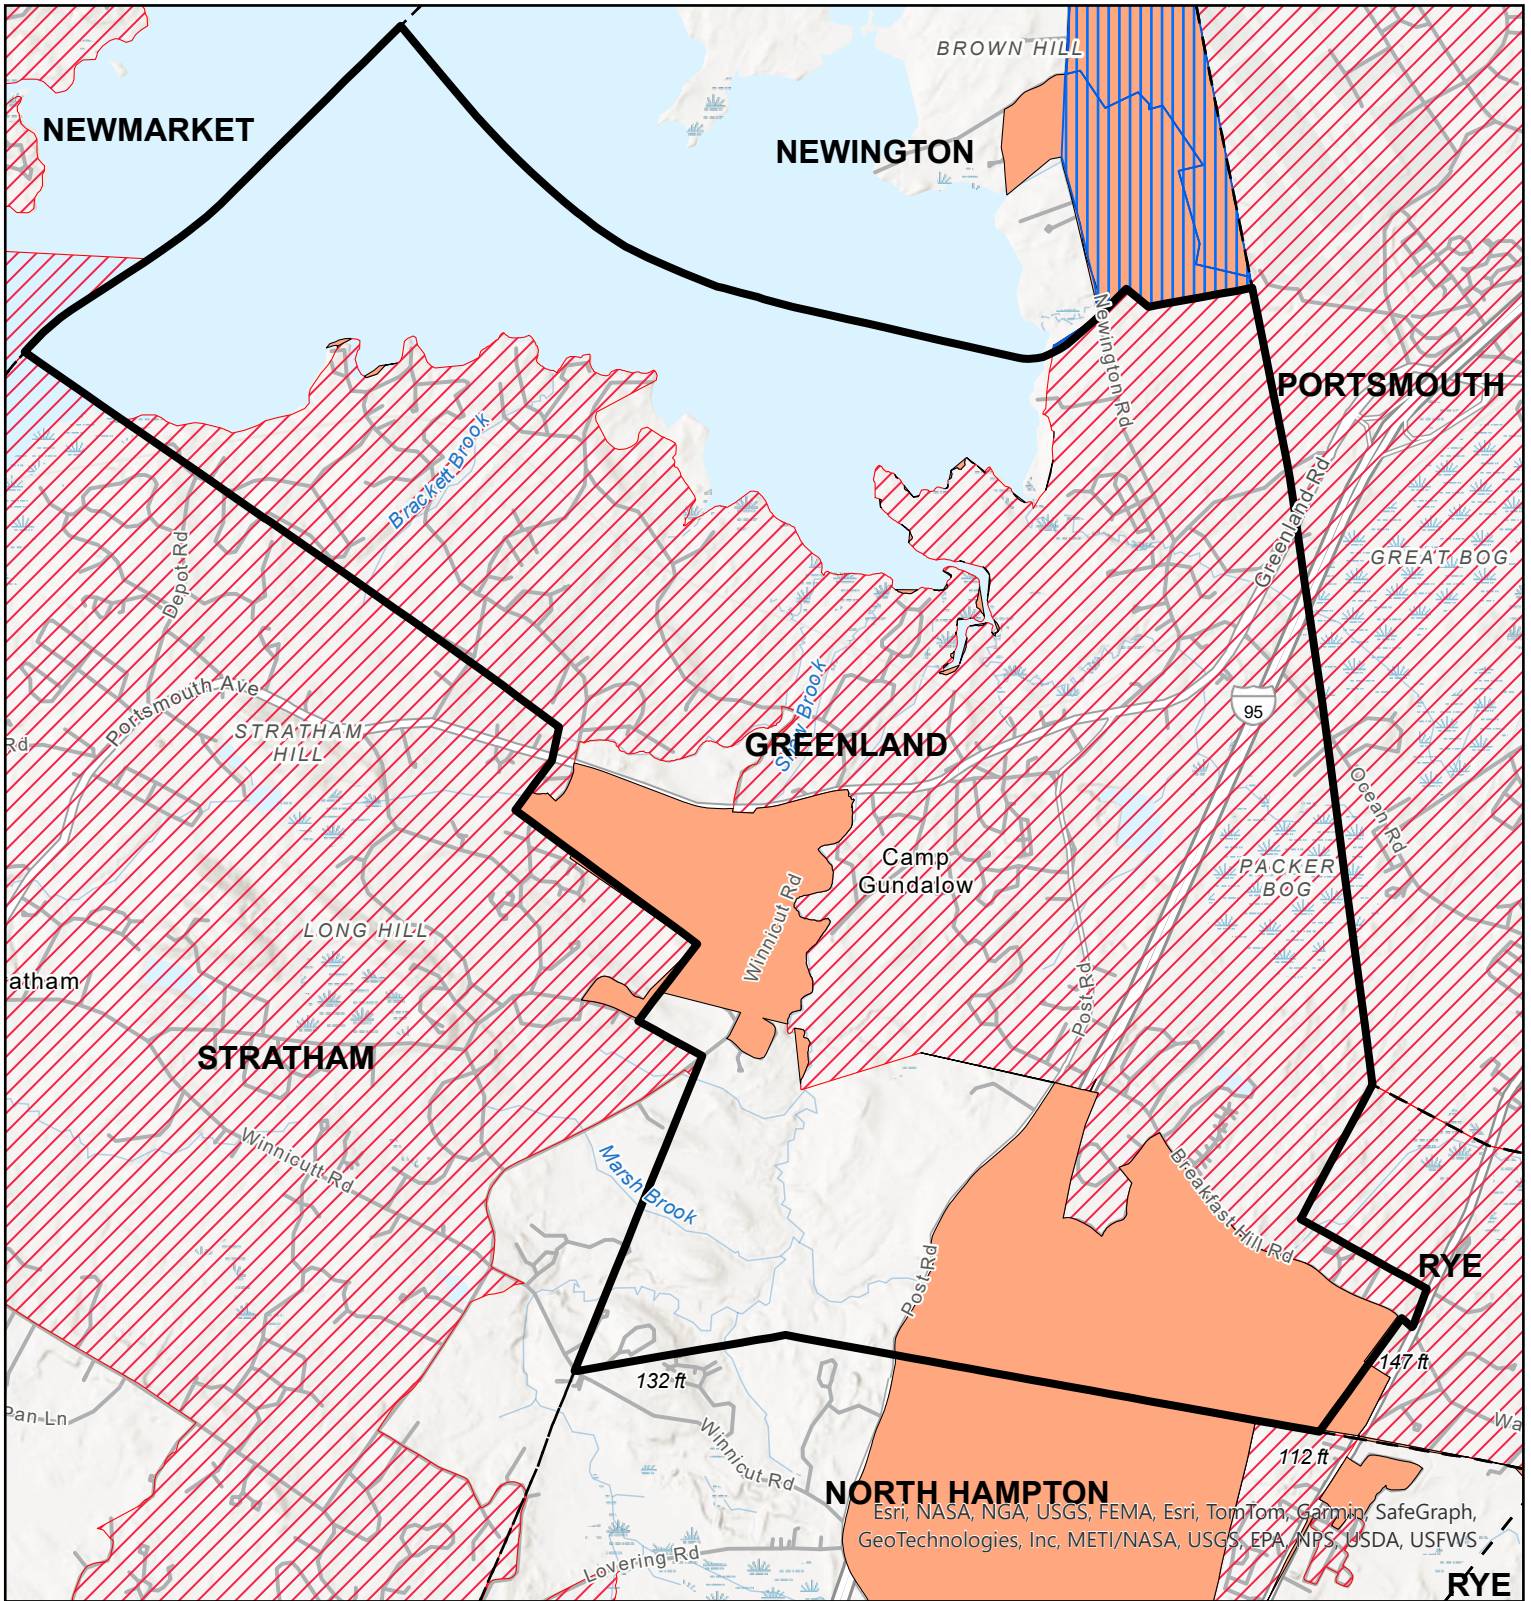 BROWN HILL
NEWMARKET
NEWINGTON
Newington Rd
PORTSMOUTH
Brackett Brook
Greenland Rd
Depot Rd
GREAT BOG
Portsmouth Ave
Shaw Brook
95
STRATHAM
HILL
Rd
GREENLAND
Ocean Rd
Camp
Gundalow
PACKER
BOG
Winnicut Rd
LONG HILL
atham
Post Rd
STRATHAM
Winnicutt Rd
Marsh Brook
Breakfast Hill Rd
Post Rd
RYE
147 ft
132 ft
Pan Ln
Wa
Winnicut Rd
112 ft
NORTH HAMPTON
Esri, NASA, NGA, USGS, FEMA, Esri, TomTom, Garmin, SafeGraph,
GeoTechnologies, Inc, METI/NASA, USGS, EPA, NPS, USDA, USFWS
Lovering Rd
RYE